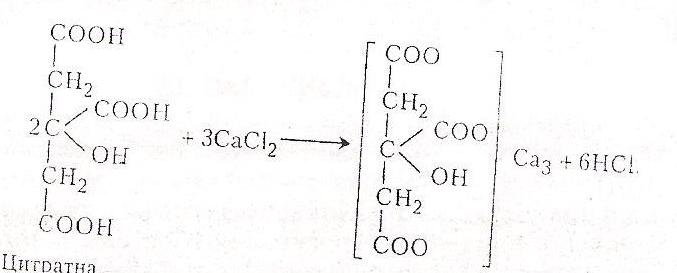 COOH
CH₂
COOH
2C
OH
CH₂
COOH
+ 3CaCl₂
COO
CH₂
COO
C
OH
CH₂
COO
Ca₃ + 6HCl.
Цитратна